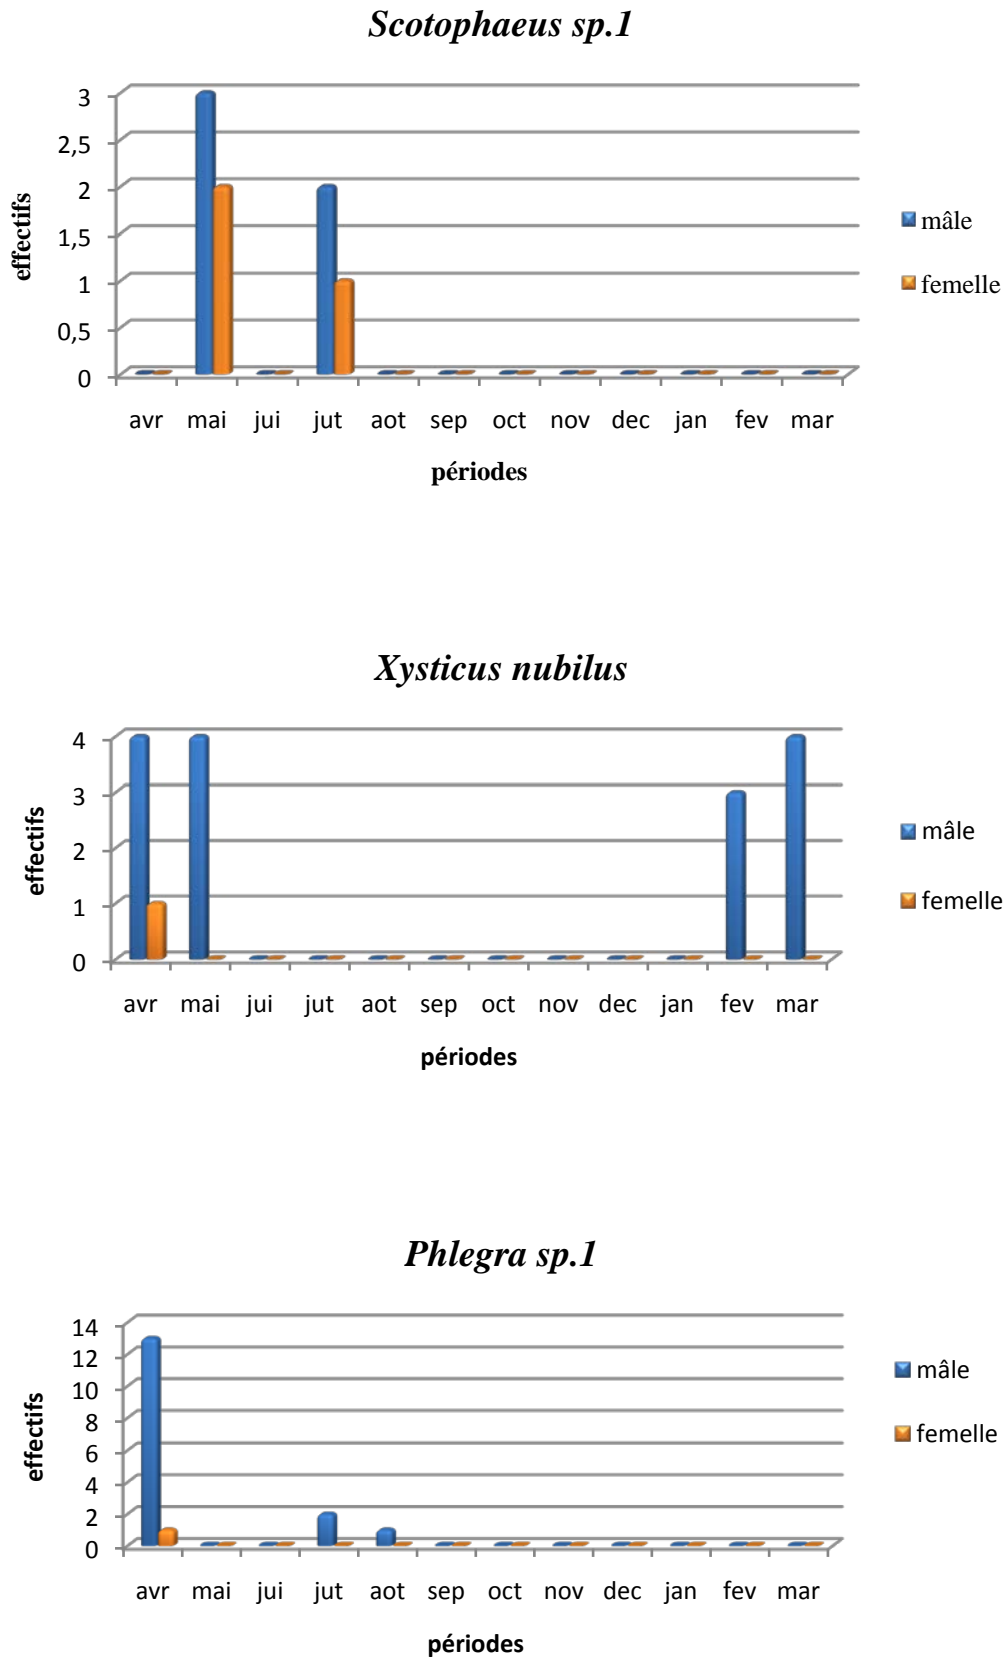 Scotophaeus sp.1
3
2,5
2
1,5
1
0,5
0
effectifs
avr mai jui jut aot sep oct nov dec jan fev mar
périodes
mâle
femelle
Xysticus nubilus
4
3
2
1
0
effectifs
avr mai jui jut aot sep oct nov dec jan fev mar
périodes
mâle
femelle
Phlegra sp.1
14
12
10
8
6
4
2
0
effectifs
avr mai jui jut aot sep oct nov dec jan fev mar
périodes
mâle
femelle